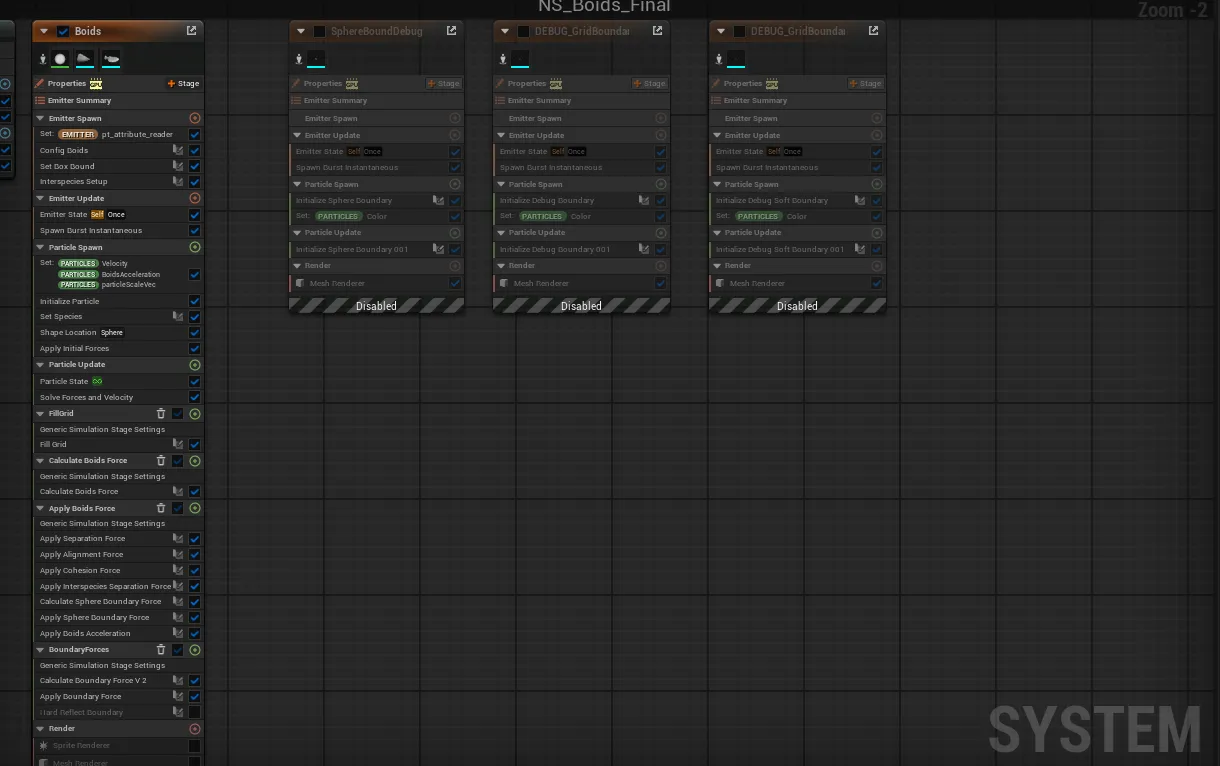 NS_Boids_Final
Zoom -2
Boids
Properties GPU Stage
Emitter Summary
Emitter Spawn
Set: EMITTER pt_attribute_reader
Config Boids
Set Box Bound
Interspecies Setup
Emitter Update
Emitter State Self Once
Spawn Burst Instantaneous
Particle Spawn
Set: PARTICLES Velocity
PARTICLES BoidsAcceleration
PARTICLES particleScaleVec
Initialize Particle
Set Species
Shape Location Sphere
Apply Initial Forces
Particle Update
Particle State
Solve Forces and Velocity
FillGrid
Generic Simulation Stage Settings
Fill Grid
Calculate Boids Force
Generic Simulation Stage Settings
Calculate Boids Force
Apply Boids Force
Generic Simulation Stage Settings
Apply Separation Force
Apply Alignment Force
Apply Cohesion Force
Apply Interspecies Separation Force
Calculate Sphere Boundary Force
Apply Sphere Boundary Force
Apply Boids Acceleration
BoundaryForces
Generic Simulation Stage Settings
Calculate Boundary Force V 2
Apply Boundary Force
Hard Reflect Boundary
Render
Sprite Renderer
Mesh Renderer
SphereBoundDebug
Properties GPU Stage
Emitter Summary
Emitter Spawn
Emitter Update
Emitter State Self Once
Spawn Burst Instantaneous
Particle Spawn
Initialize Sphere Boundary
Set: PARTICLES Color
Particle Update
Initialize Sphere Boundary 001
Render
Mesh Renderer
Disabled
DEBUG_GridBoundar
Properties GPU Stage
Emitter Summary
Emitter Spawn
Emitter Update
Emitter State Self Once
Spawn Burst Instantaneous
Particle Spawn
Initialize Debug Boundary
Set: PARTICLES Color
Particle Update
Initialize Debug Boundary 001
Render
Mesh Renderer
Disabled
DEBUG_GridBoundar
Properties GPU Stage
Emitter Summary
Emitter Spawn
Emitter Update
Emitter State Self Once
Spawn Burst Instantaneous
Particle Spawn
Initialize Debug Soft Boundary
Set: PARTICLES Color
Particle Update
Initialize Debug Soft Boundary 001
Render
Mesh Renderer
Disabled
SYSTEM